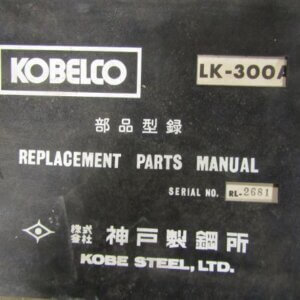 KOBELCO
LK-300A
部品型録
REPLACEMENT PARTS MANUAL
SERIAL NO. RL-2681
株式会社 神戸製鋼所
KOBE STEEL, LTD.